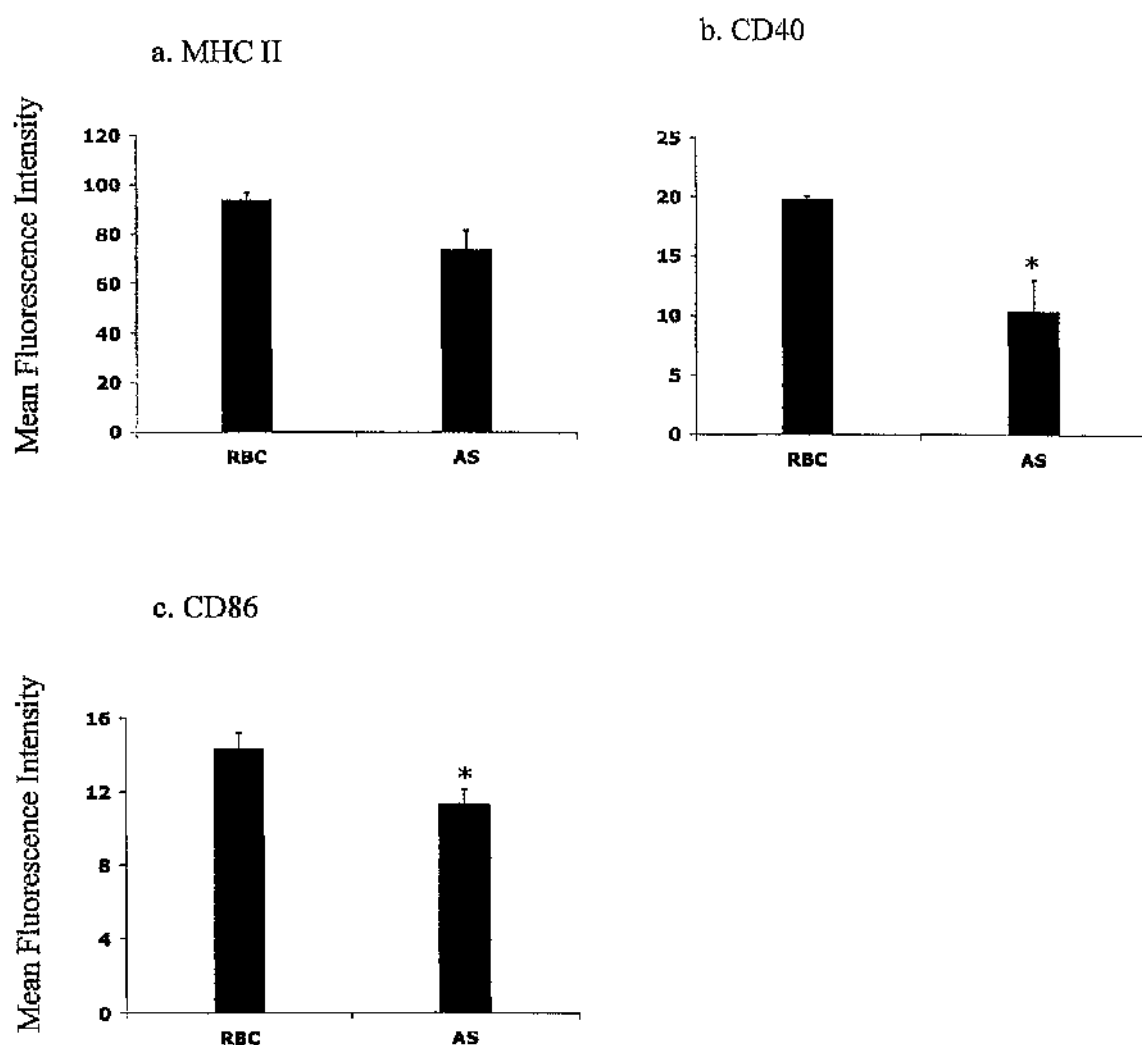 a. MHC II
Mean Fluorescence Intensity
120
100
80
60
40
20
0
RBC AS
b. CD40
25
20
15
10
5
0
*
RBC AS
c. CD86
Mean Fluorescence Intensity
16
12
8
4
0
*
RBC AS